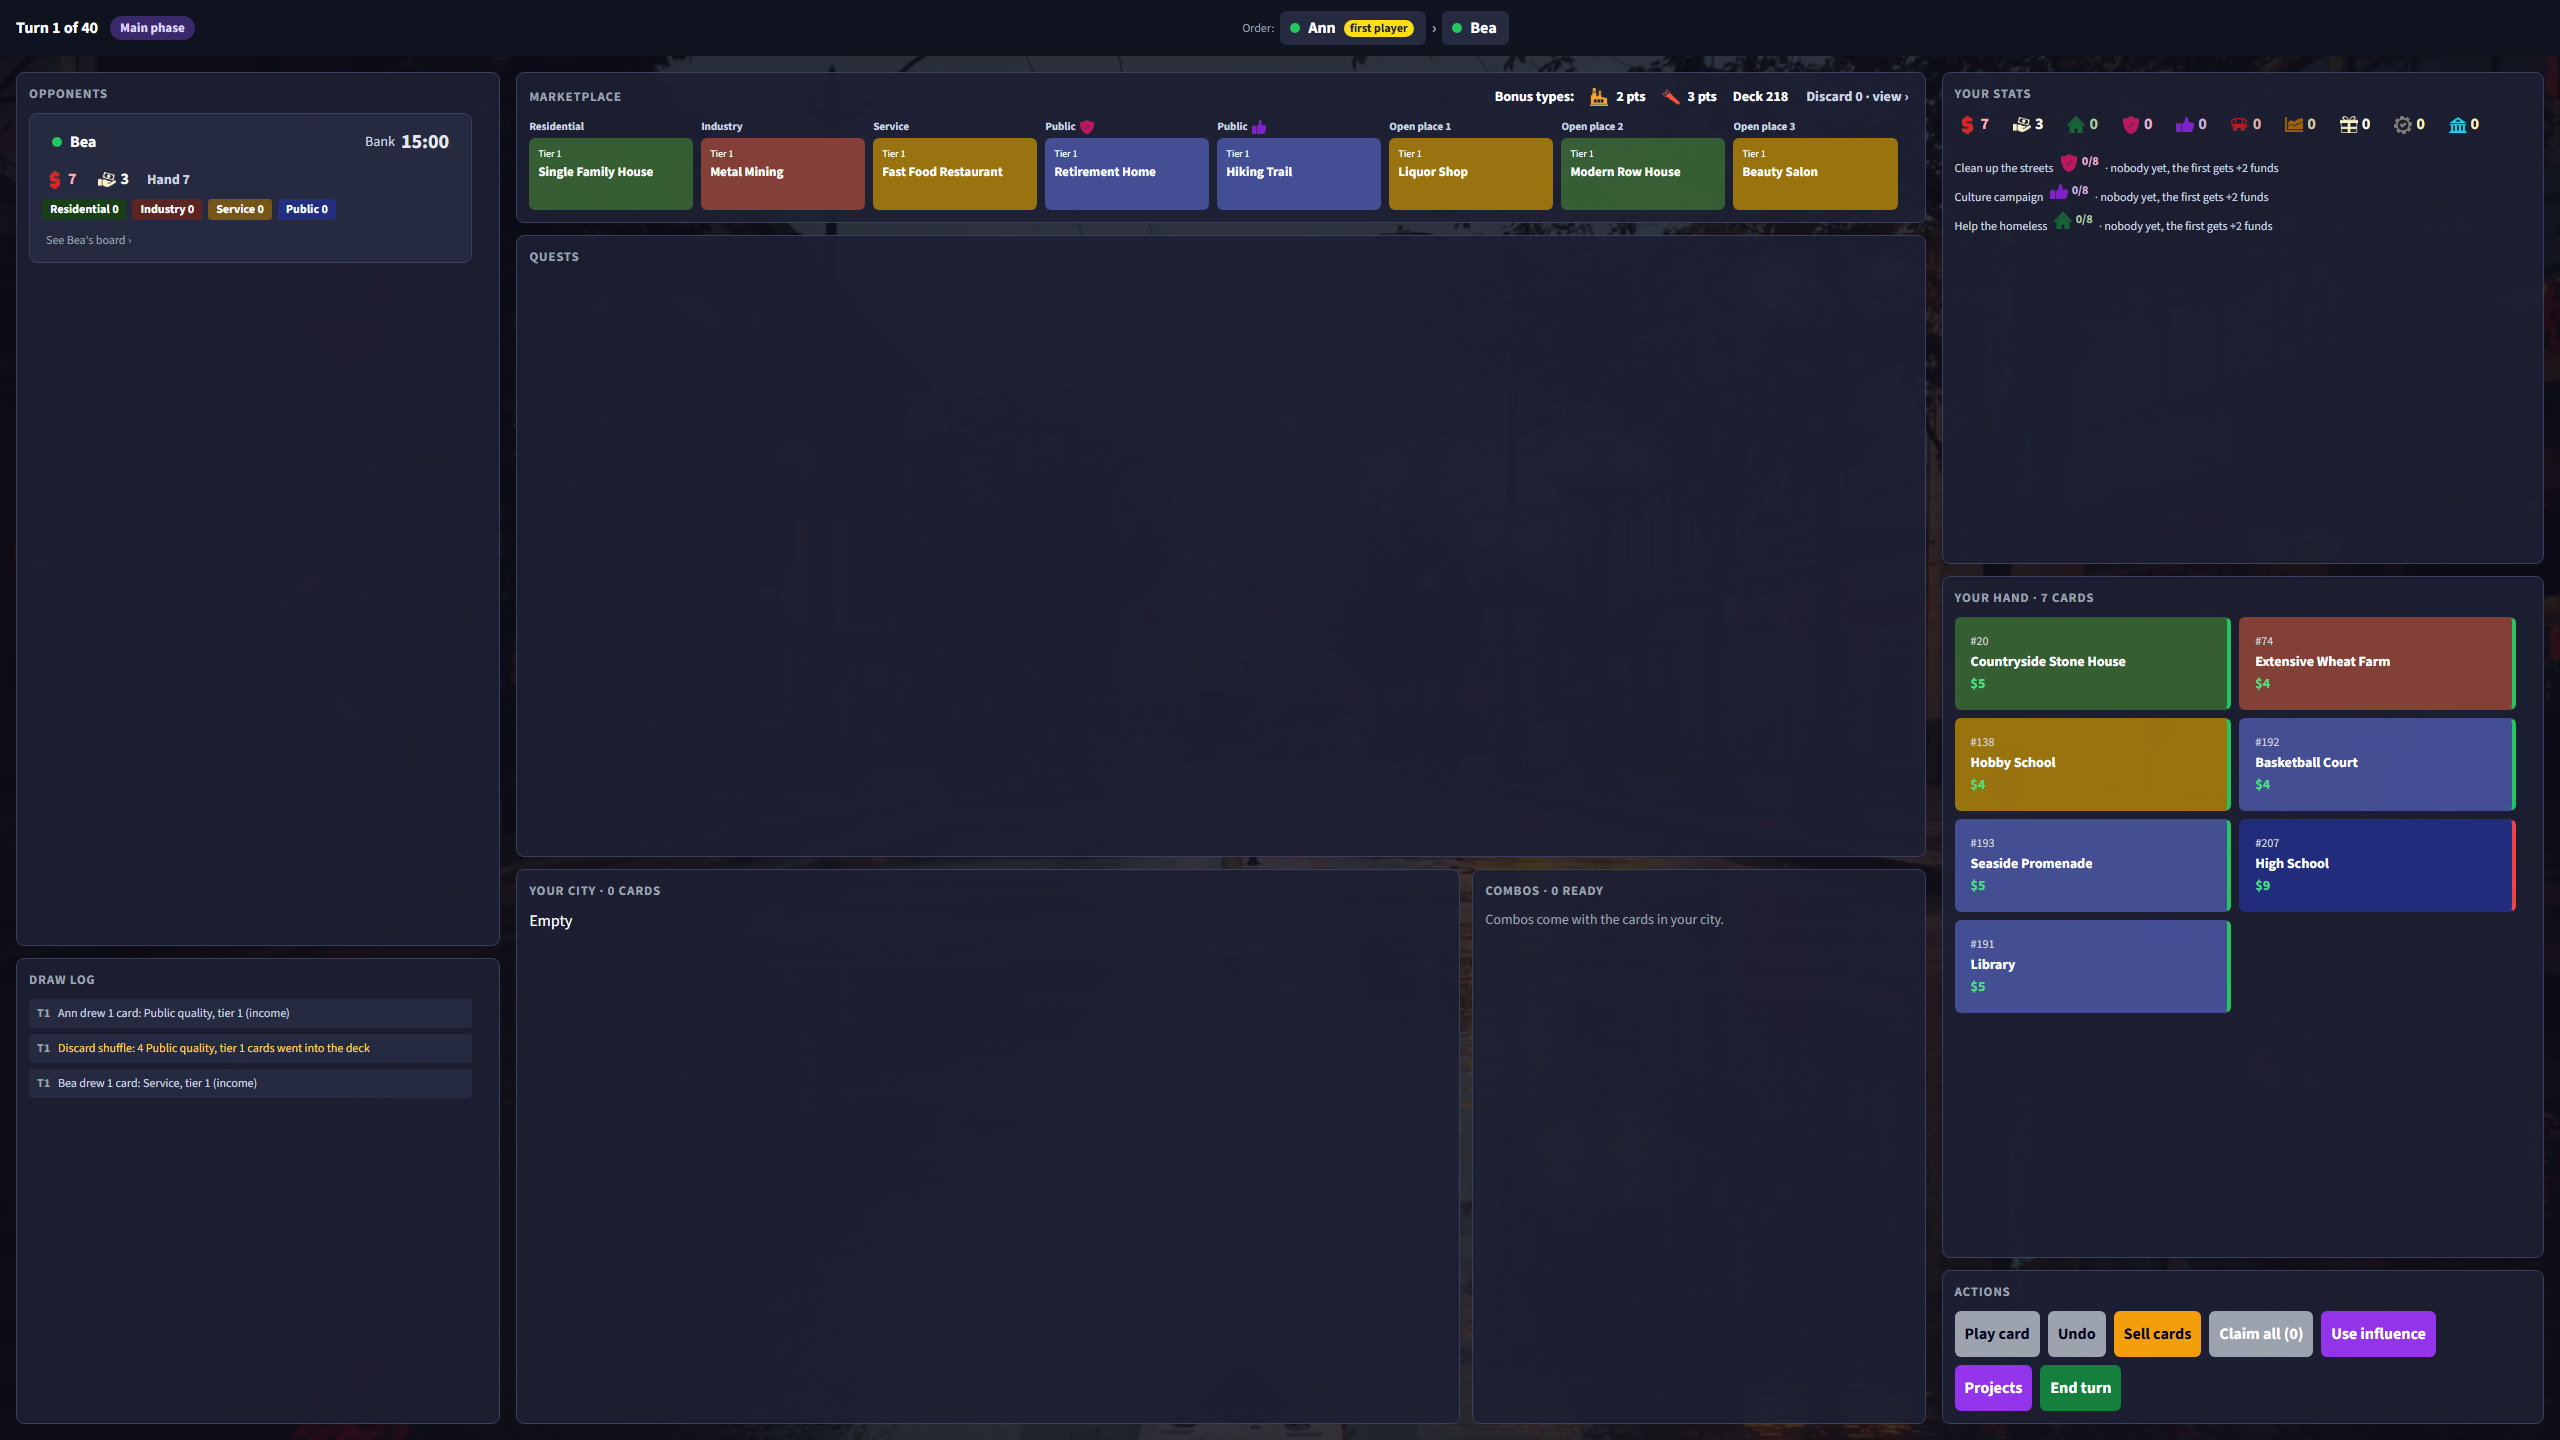 Turn 1 of 40 Main phase
Order: Ann first player › Bea
OPPONENTS
Bea Bank 15:00
7 3 Hand 7
Residential 0 Industry 0 Service 0 Public 0
See Bea's board ›
DRAW LOG
T1 Ann drew 1 card: Public quality, tier 1 (income)
T1 Discard shuffle: 4 Public quality, tier 1 cards went into the deck
T1 Bea drew 1 card: Service, tier 1 (income)
MARKETPLACE
Bonus types: 2 pts 3 pts Deck 218 Discard 0 · view ›
Residential Industry Service Public Public Open place 1 Open place 2 Open place 3
Tier 1 Tier 1 Tier 1 Tier 1 Tier 1 Tier 1 Tier 1 Tier 1
Single Family House Metal Mining Fast Food Restaurant Retirement Home Hiking Trail Liquor Shop Modern Row House Beauty Salon
QUESTS
YOUR CITY · 0 CARDS
Empty
COMBOS · 0 READY
Combos come with the cards in your city.
YOUR STATS
7 3 0 0 0 0 0 0 0 0
Clean up the streets 0/8 · nobody yet, the first gets +2 funds
Culture campaign 0/8 · nobody yet, the first gets +2 funds
Help the homeless 0/8 · nobody yet, the first gets +2 funds
YOUR HAND · 7 CARDS
#20
Countryside Stone House
$5
#74
Extensive Wheat Farm
$4
#138
Hobby School
$4
#192
Basketball Court
$4
#193
Seaside Promenade
$5
#207
High School
$9
#191
Library
$5
ACTIONS
Play card Undo Sell cards Claim all (0) Use influence
Projects End turn